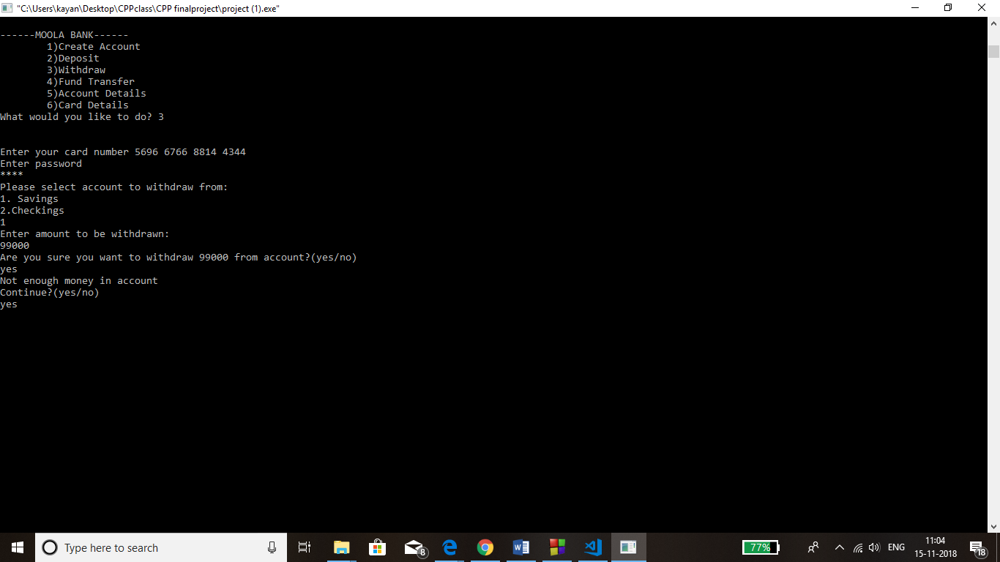 "C:\Users\kayan\Desktop\CPPclass\CPP finalproject\project (1).exe"
------MOOLA BANK------
1)Create Account
2)Deposit
3)Withdraw
4)Fund Transfer
5)Account Details
6)Card Details
What would you like to do? 3
Enter your card number 5696 6766 8814 4344
Enter password
****
Please select account to withdraw from:
1. Savings
2.Checkings
1
Enter amount to be withdrawn:
99000
Are you sure you want to withdraw 99000 from account?(yes/no)
yes
Not enough money in account
Continue?(yes/no)
yes
Type here to search
8
77%
ENG
11:04
15-11-2018
18